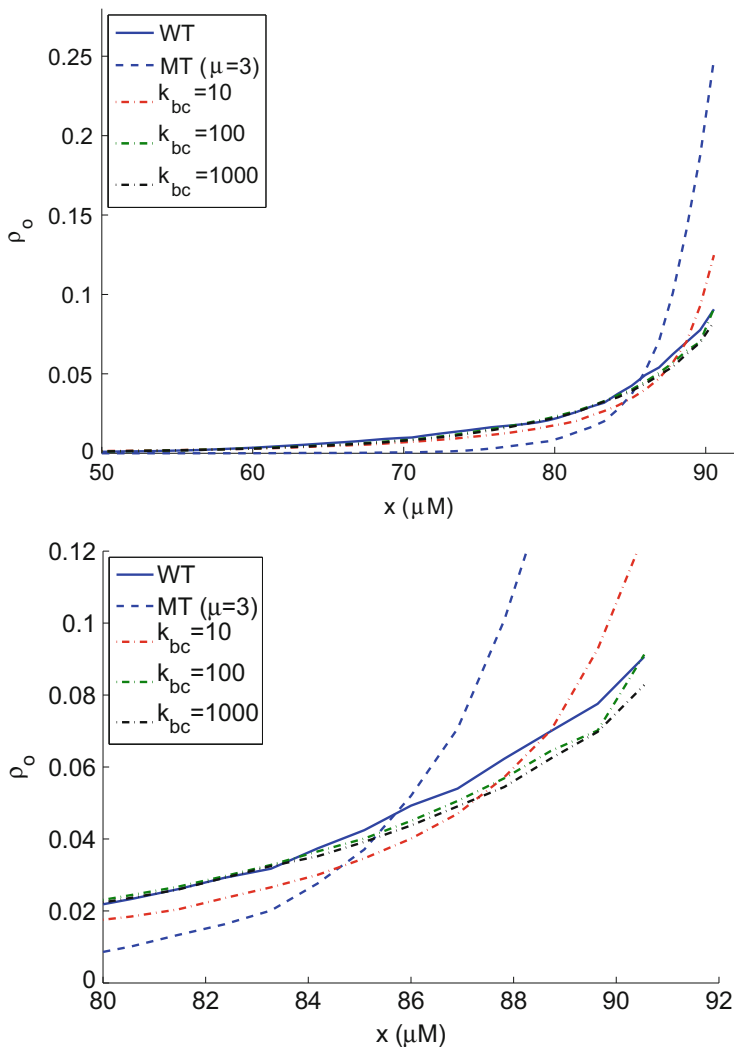 WT
MT (μ=3)
k_bc=10
k_bc=100
k_bc=1000
0.25
0.2
0.15
0.1
0.05
0
ρ_o
50 60 70 80 90
x (μM)
WT
MT (μ=3)
k_bc=10
k_bc=100
k_bc=1000
0.12
0.1
0.08
0.06
0.04
0.02
0
ρ_o
80 82 84 86 88 90 92
x (μM)